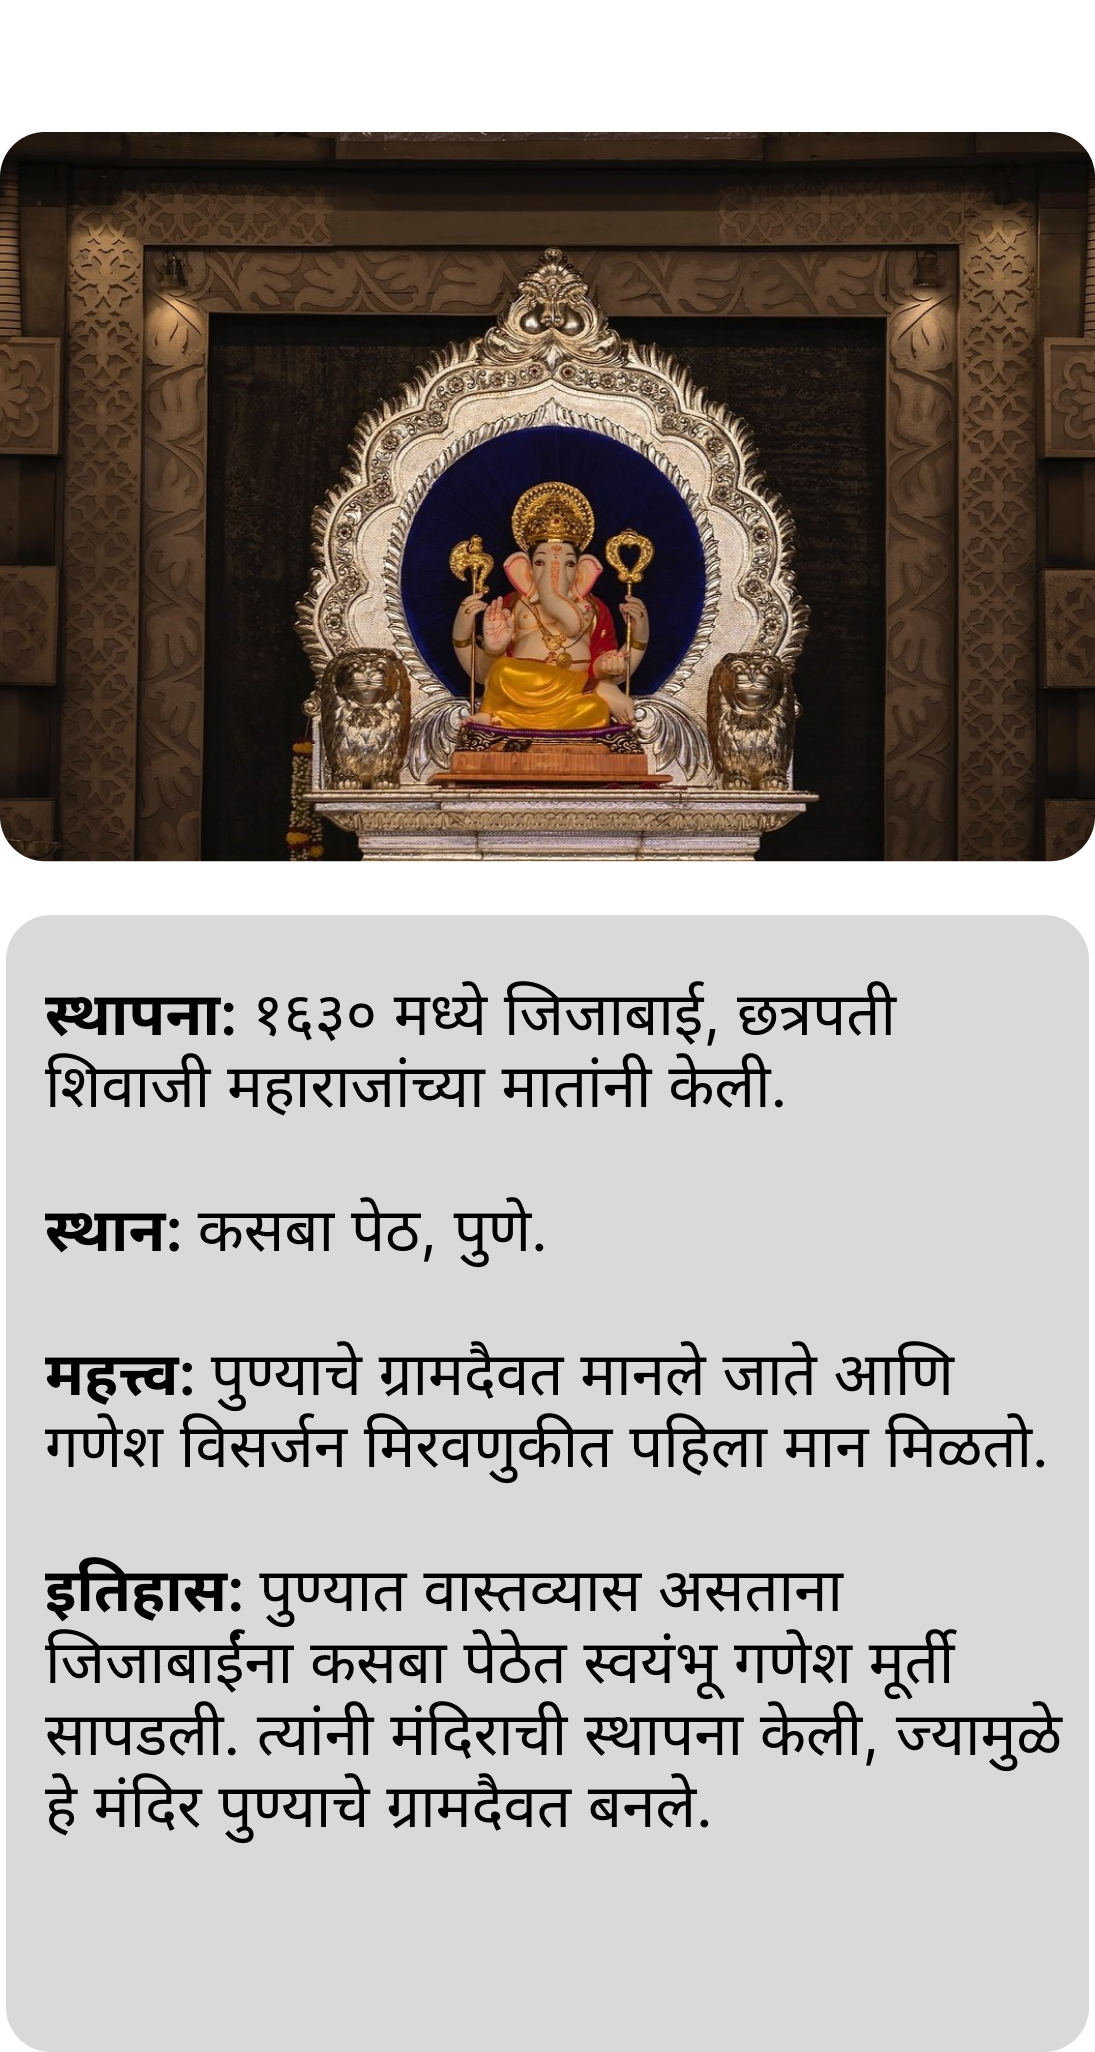 स्थापना: १६३० मध्ये जिजाबाई, छत्रपती
शिवाजी महाराजांच्या मातांनी केली.
स्थान: कसबा पेठ, पुणे.
महत्त्व: पुण्याचे ग्रामदैवत मानले जाते आणि
गणेश विसर्जन मिरवणुकीत पहिला मान मिळतो.
इतिहास: पुण्यात वास्तव्यास असताना
जिजाबाईंना कसबा पेठेत स्वयंभू गणेश मूर्ती
सापडली. त्यांनी मंदिराची स्थापना केली, ज्यामुळे
हे मंदिर पुण्याचे ग्रामदैवत बनले.